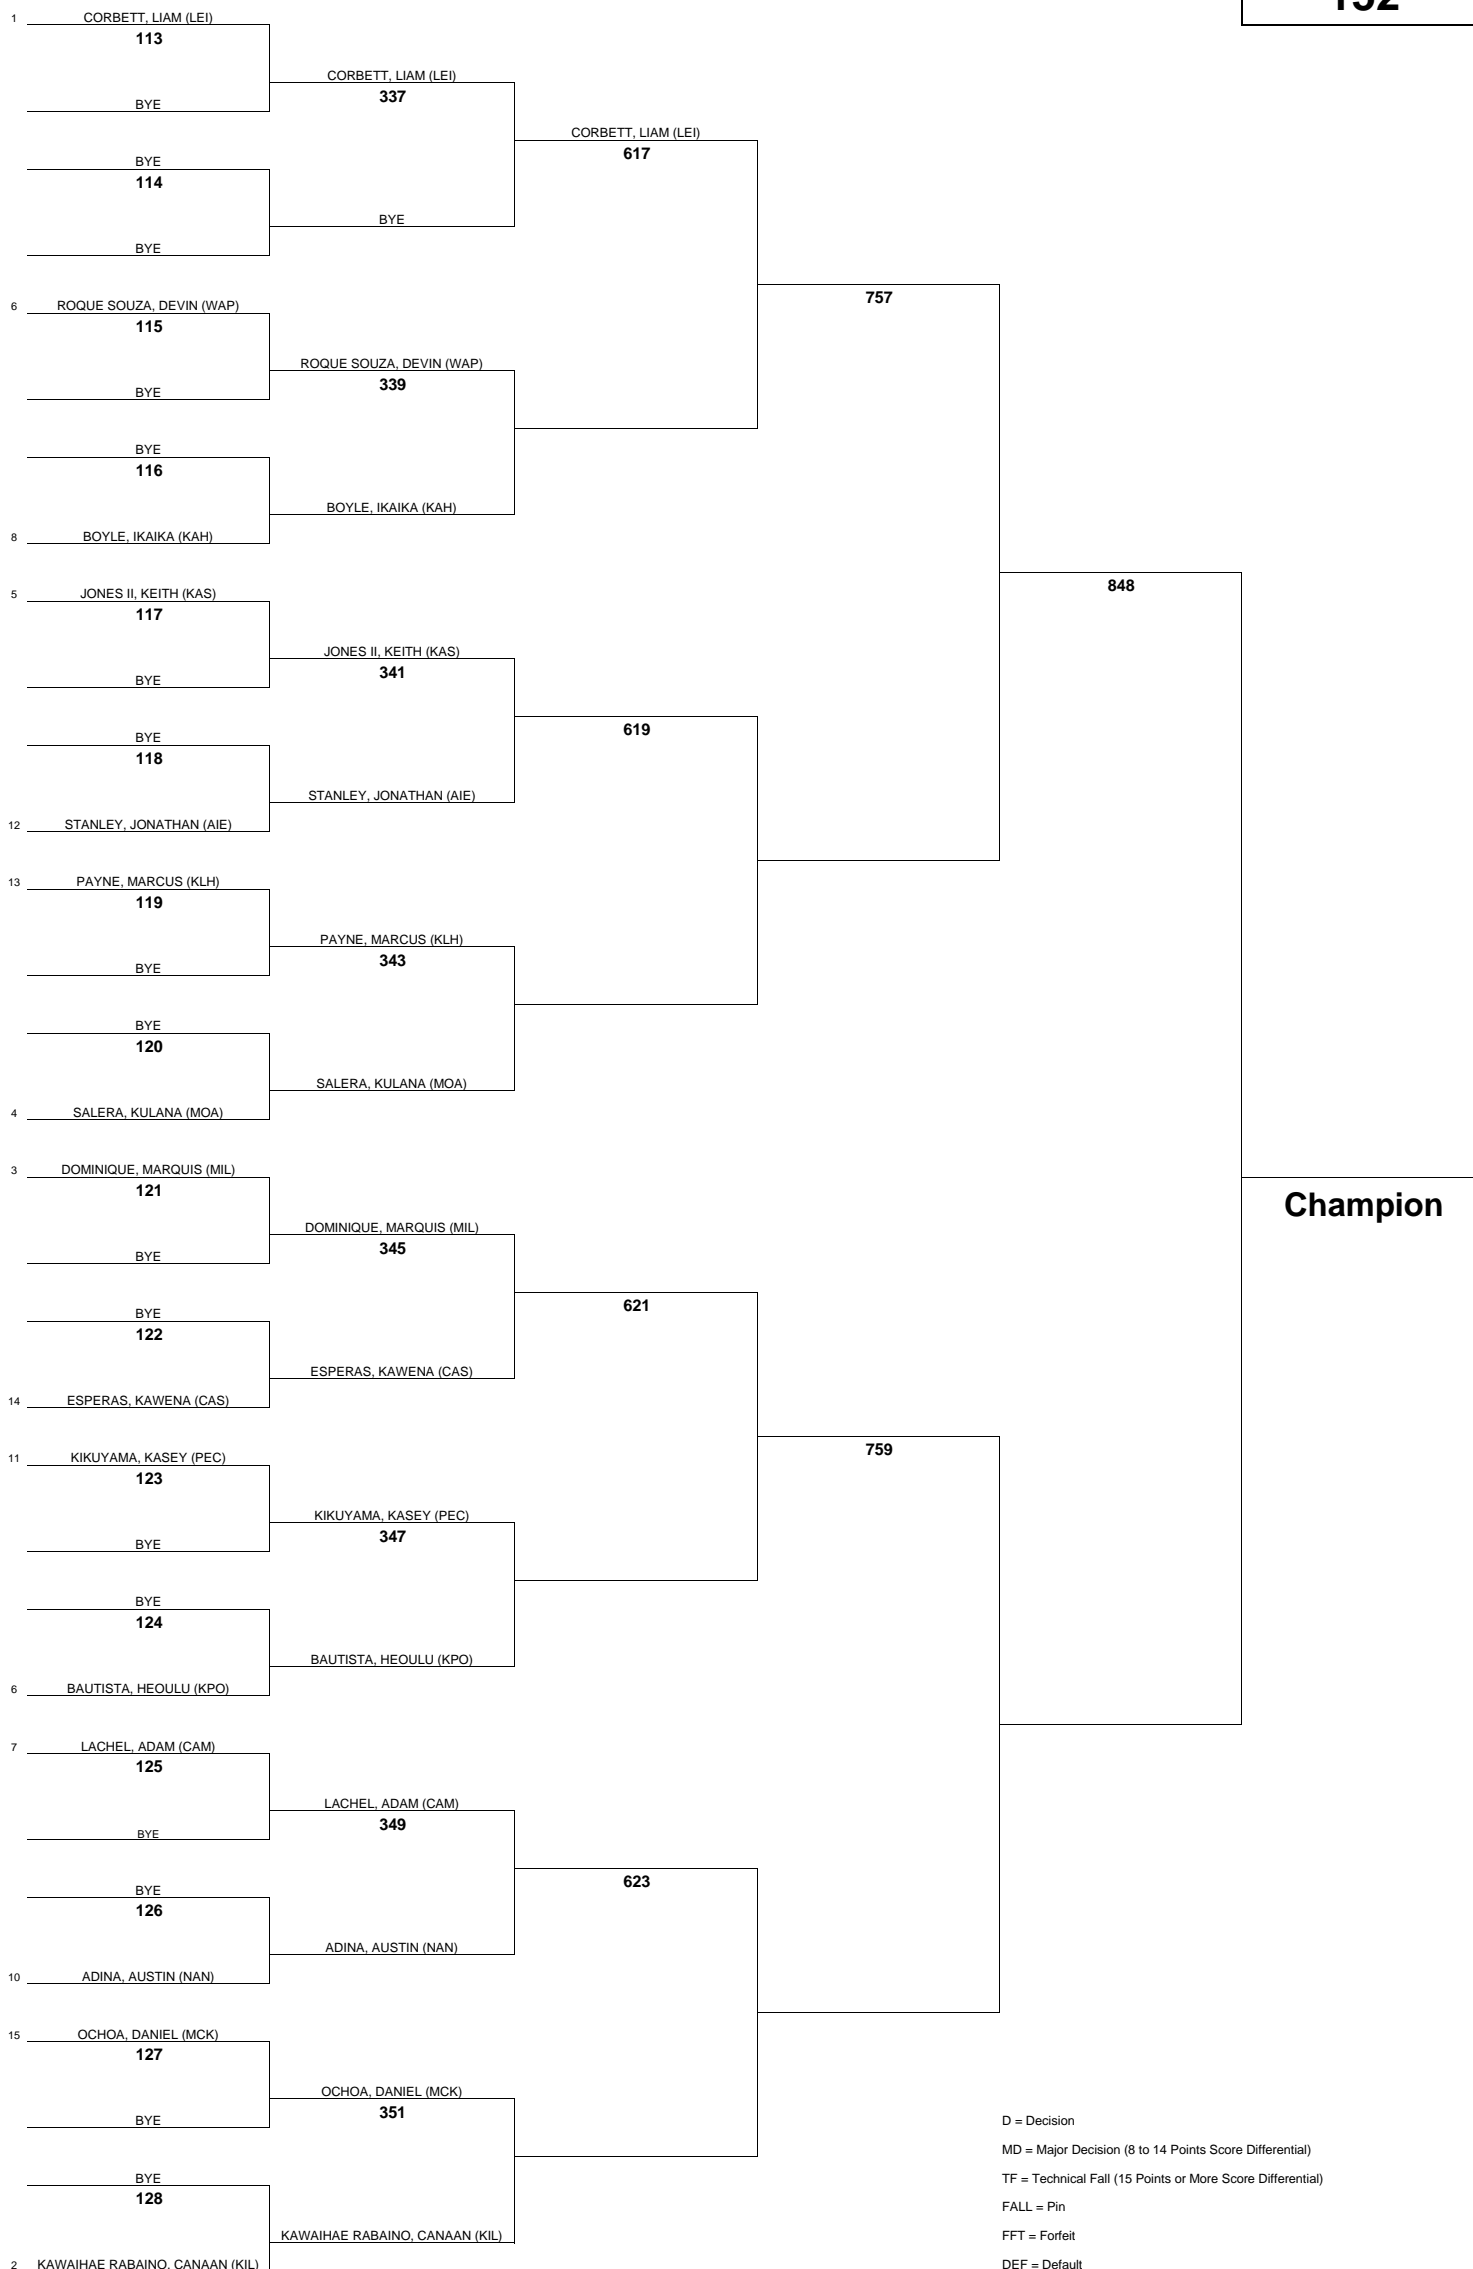 152
1 CORBETT, LIAM (LEI)
113
CORBETT, LIAM (LEI)
BYE
337
CORBETT, LIAM (LEI)
BYE
617
114
BYE
BYE
6 ROQUE SOUZA, DEVIN (WAP)
757
115
ROQUE SOUZA, DEVIN (WAP)
BYE
339
BYE
116
BOYLE, IKAIKA (KAH)
8 BOYLE, IKAIKA (KAH)
848
5 JONES II, KEITH (KAS)
117
JONES II, KEITH (KAS)
BYE
341
BYE
619
118
STANLEY, JONATHAN (AIE)
12 STANLEY, JONATHAN (AIE)
13 PAYNE, MARCUS (KLH)
119
PAYNE, MARCUS (KLH)
BYE
343
BYE
120
SALERA, KULANA (MOA)
4 SALERA, KULANA (MOA)
3 DOMINIQUE, MARQUIS (MIL)
121
Champion
DOMINIQUE, MARQUIS (MIL)
BYE
345
BYE
621
122
ESPERAS, KAWENA (CAS)
14 ESPERAS, KAWENA (CAS)
11 KIKUYAMA, KASEY (PEC)
759
123
KIKUYAMA, KASEY (PEC)
BYE
347
BYE
124
BAUTISTA, HEOULU (KPO)
6 BAUTISTA, HEOULU (KPO)
7 LACHEL, ADAM (CAM)
125
LACHEL, ADAM (CAM)
BYE
349
BYE
623
126
ADINA, AUSTIN (NAN)
10 ADINA, AUSTIN (NAN)
15 OCHOA, DANIEL (MCK)
127
OCHOA, DANIEL (MCK)
BYE
351
BYE
128
KAWAIHAE RABAINO, CANAAN (KIL)
2 KAWAIHAE RABAINO, CANAAN (KIL)
D = Decision
MD = Major Decision (8 to 14 Points Score Differential)
TF = Technical Fall (15 Points or More Score Differential)
FALL = Pin
FFT = Forfeit
DEF = Default